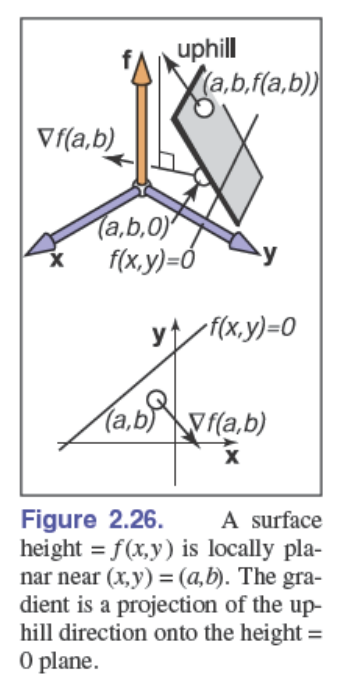 f
uphill
(a,b,f(a,b))
∇f(a,b)
(a,b,0)
x
f(x,y)=0
y
y
f(x,y)=0
(a,b)
∇f(a,b)
x
Figure 2.26. A surface
height = f(x,y) is locally pla-
nar near (x,y) = (a,b). The gra-
dient is a projection of the up-
hill direction onto the height =
0 plane.